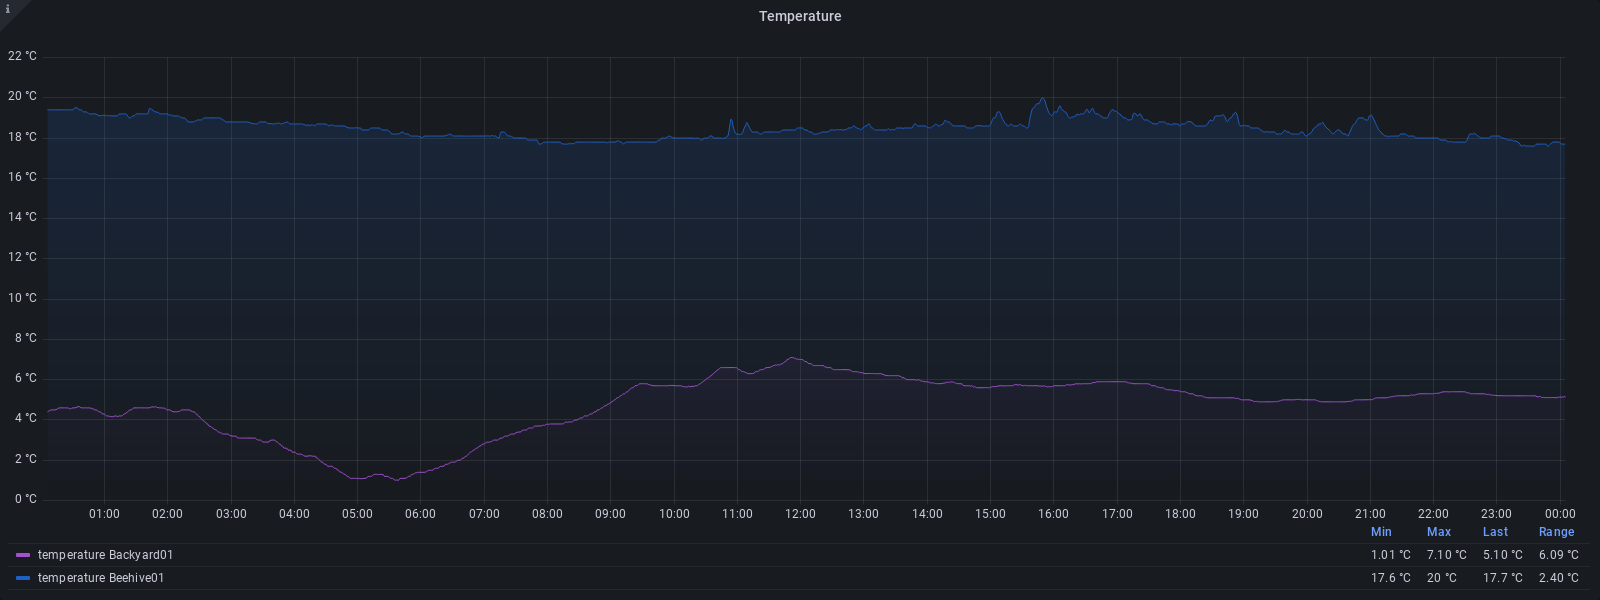 i
Temperature
22 °C
20 °C
18 °C
16 °C
14 °C
12 °C
10 °C
8 °C
6 °C
4 °C
2 °C
0 °C
01:00 02:00 03:00 04:00 05:00 06:00 07:00 08:00 09:00 10:00 11:00 12:00 13:00 14:00 15:00 16:00 17:00 18:00 19:00 20:00 21:00 22:00 23:00 00:00
Min Max Last Range
temperature Backyard01 1.01 °C 7.10 °C 5.10 °C 6.09 °C
temperature Beehive01 17.6 °C 20 °C 17.7 °C 2.40 °C